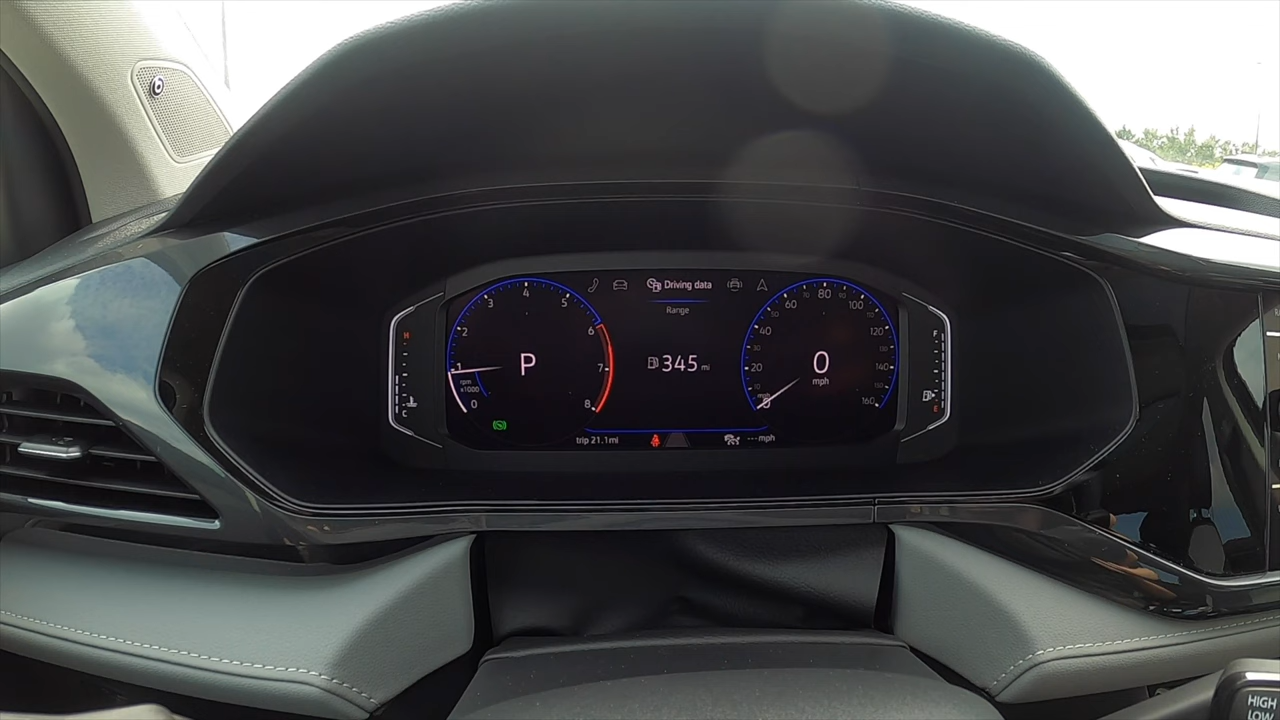 Driving data
Range
345 mi
P
0
mph
0 1 2 3 4 5 6 7 8
rpm
x1000
20 40 60 80 100 120 140 160
H
C
F
E
trip 21.1mi
---mph
HIGH
LOW